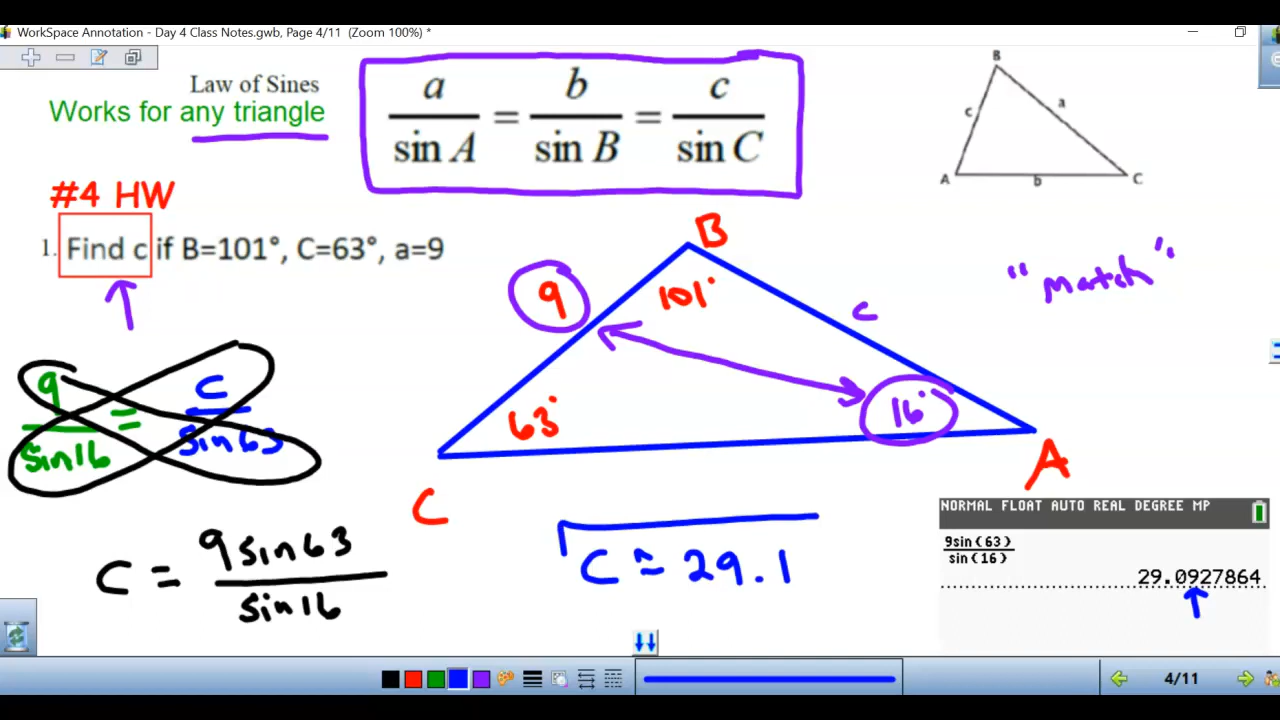 WorkSpace Annotation - Day 4 Class Notes.gwb, Page 4/11 (Zoom 100%) *
Law of Sines
Works for any triangle
a/sin A = b/sin B = c/sin C
B
c
a
A
b
C
#4 HW
1. Find c if B=101°, C=63°, a=9
B
9
101°
c
"match"
9/sin16 = c/sin63
63°
16°
C
A
c = 9sin63/sin16
c ≈ 29.1
NORMAL FLOAT AUTO REAL DEGREE MP
9sin(63)
sin(16)
29.0927864
4/11